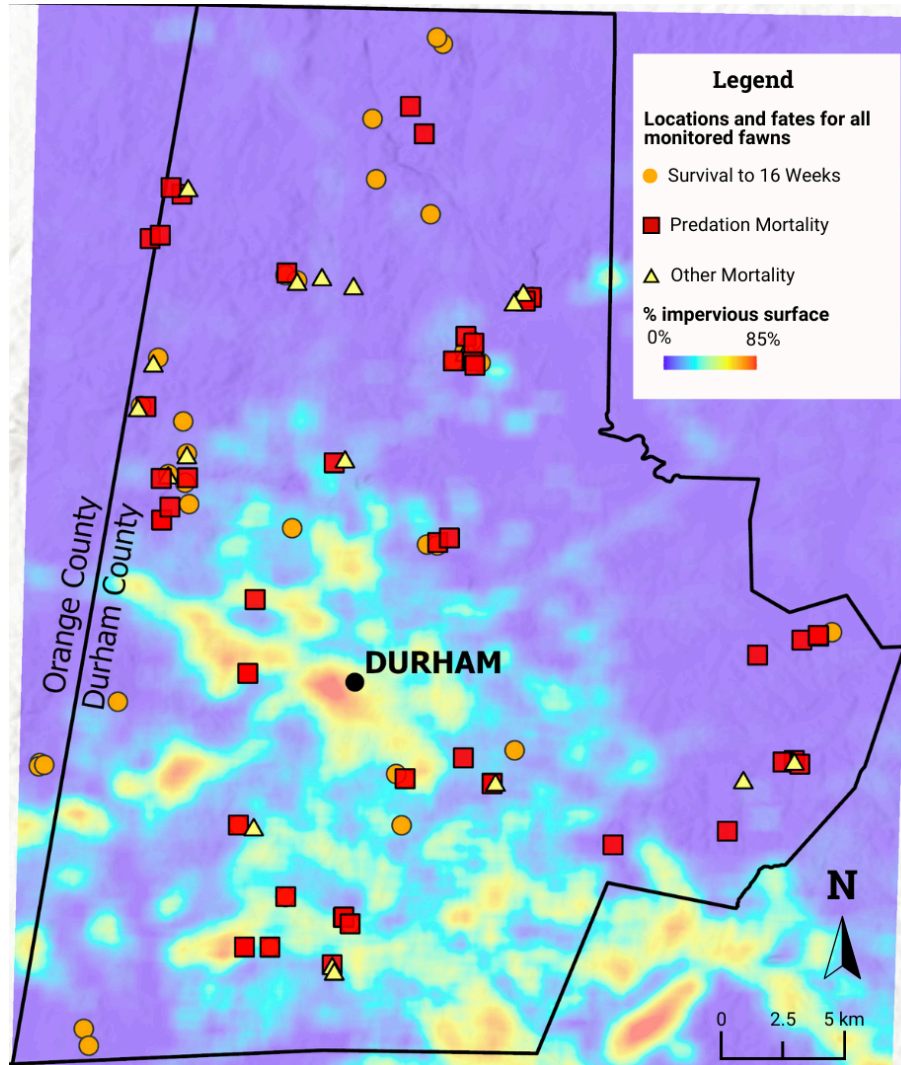 Legend
Locations and fates for all
monitored fawns
Survival to 16 Weeks
Predation Mortality
Other Mortality
% impervious surface
0% 85%
Orange County
Durham County
DURHAM
N
0 2.5 5 km